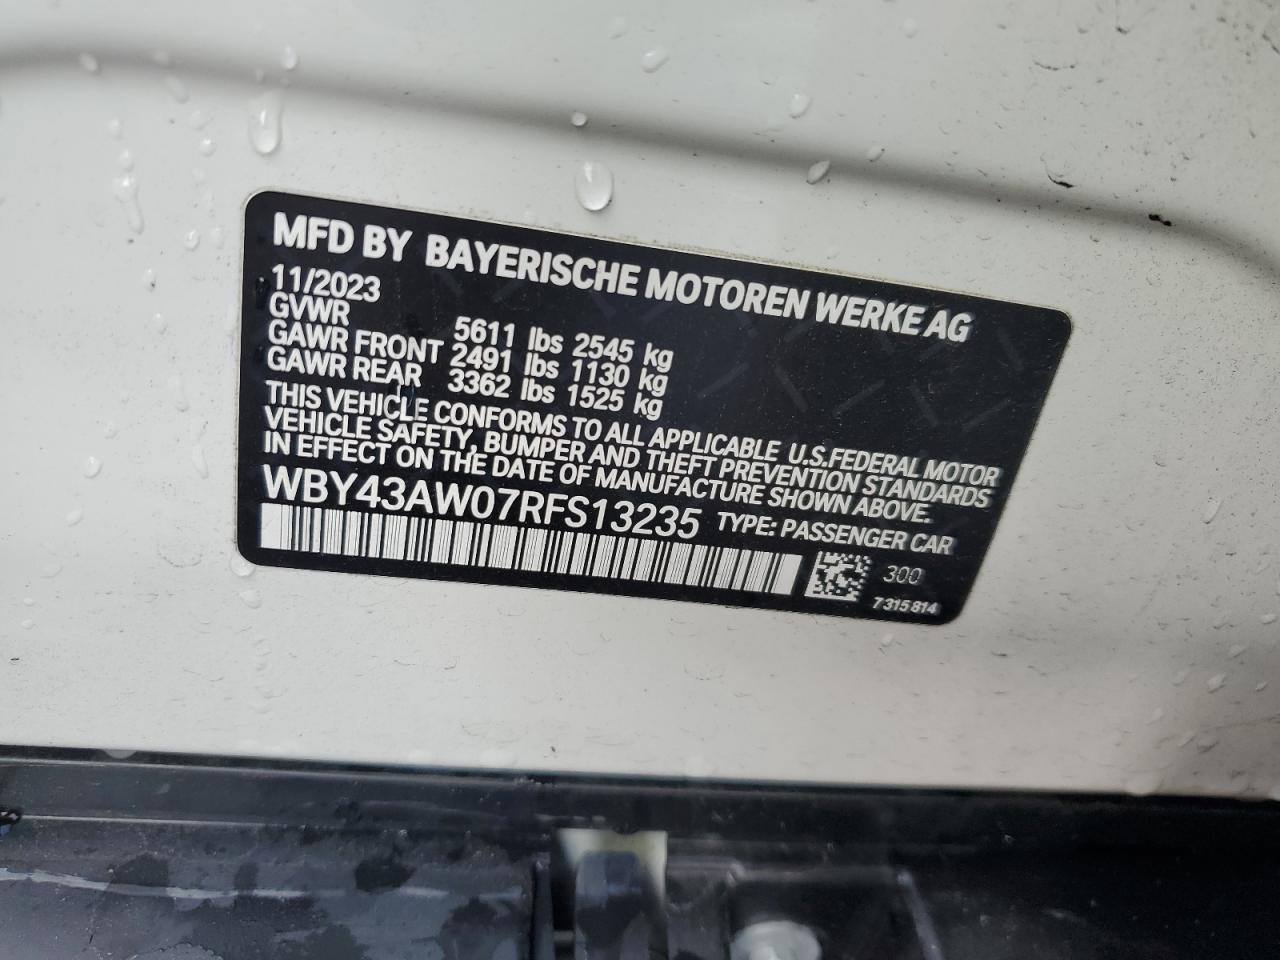 MFD BY BAYERISCHE MOTOREN WERKE AG
11/2023
GVWR 5611 lbs 2545 kg
GAWR FRONT 2491 lbs 1130 kg
GAWR REAR 3362 lbs 1525 kg
THIS VEHICLE CONFORMS TO ALL APPLICABLE U.S.FEDERAL MOTOR
VEHICLE SAFETY, BUMPER AND THEFT PREVENTION STANDARDS
IN EFFECT ON THE DATE OF MANUFACTURE SHOWN ABOVE.
WBY43AW07RFS13235 TYPE: PASSENGER CAR
300
7 315 814